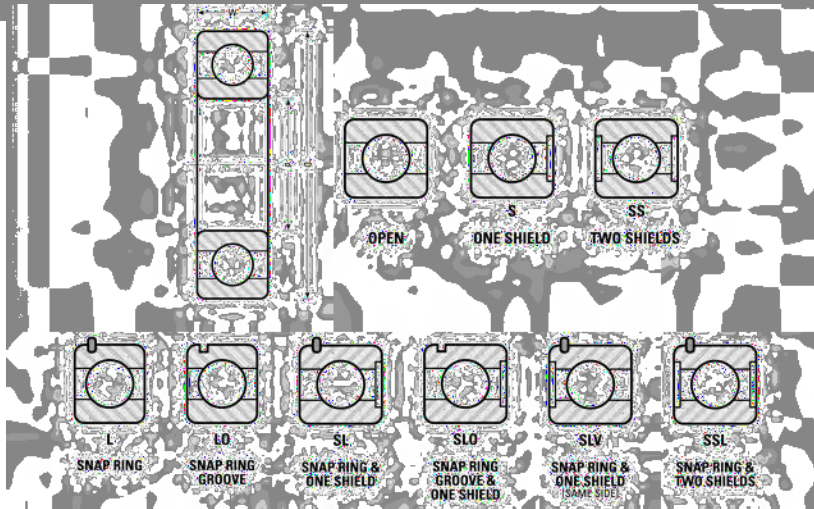 W
OPEN
S
ONE SHIELD
SS
TWO SHIELDS
L
SNAP RING
LO
SNAP RING
GROOVE
SL
SNAP RING &
ONE SHIELD
SLO
SNAP RING
GROOVE &
ONE SHIELD
SLV
SNAP RING &
ONE SHIELD
(SAME SIDE)
SSL
SNAP RING &
TWO SHIELDS